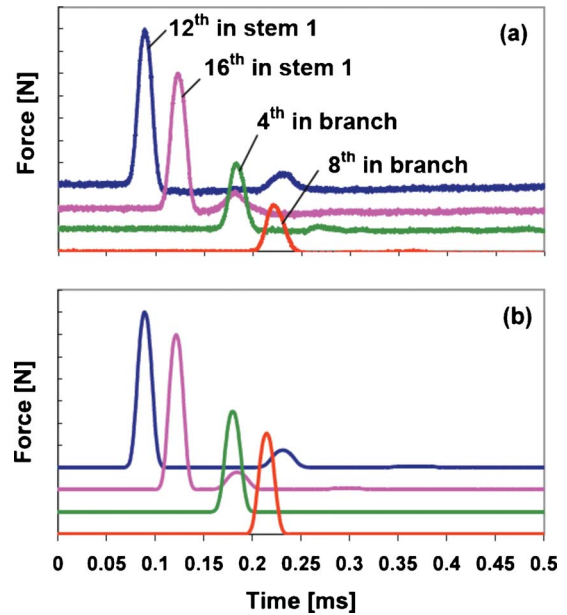 (a)
12th in stem 1
16th in stem 1
4th in branch
8th in branch
Force [N]
(b)
Force [N]
0 0.05 0.1 0.15 0.2 0.25 0.3 0.35 0.4 0.45 0.5
Time [ms]